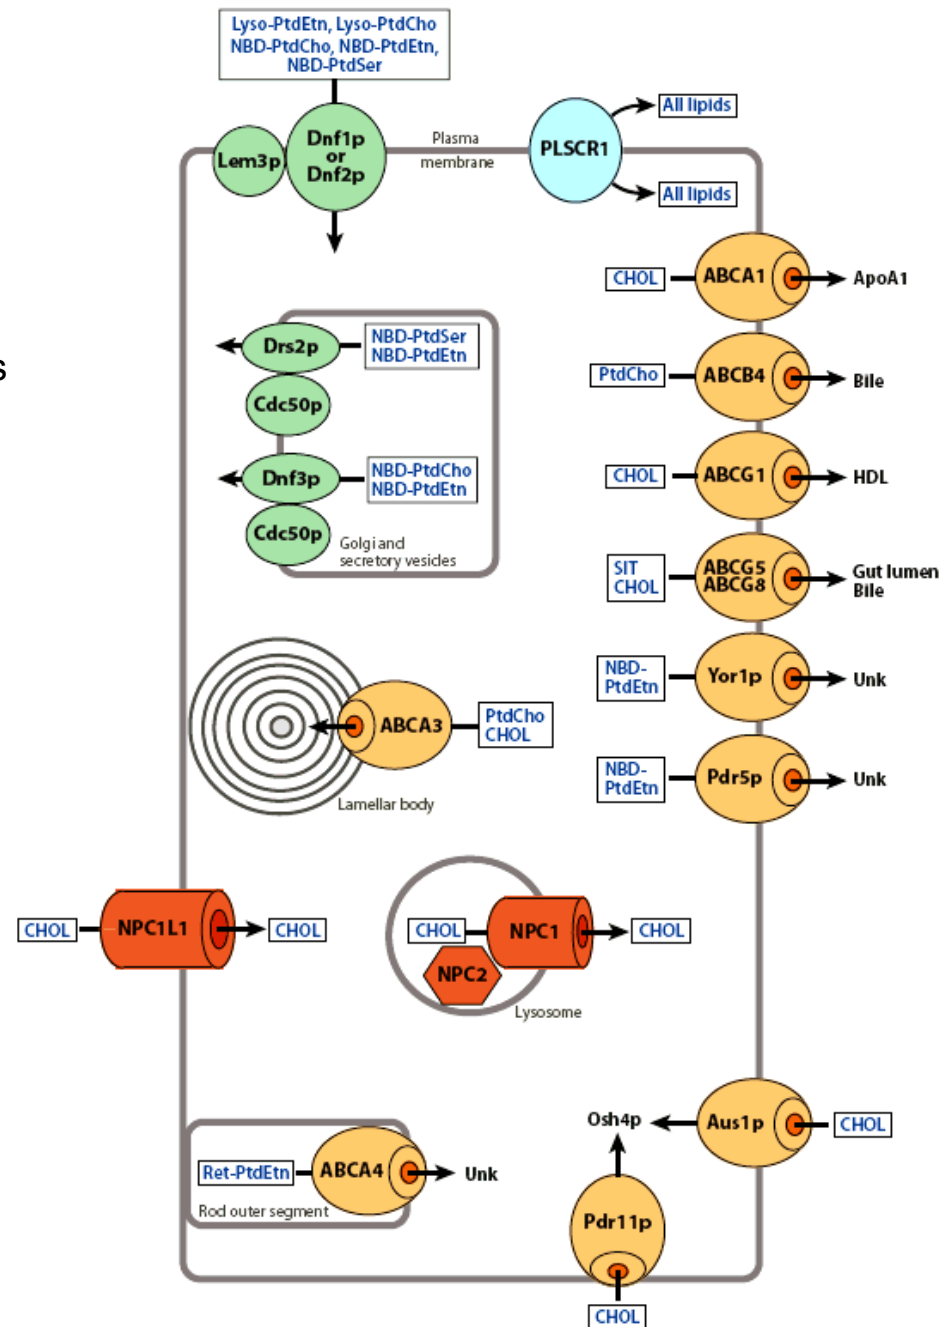 Lyso-PtdEtn, Lyso-PtdCho
NBD-PtdCho, NBD-PtdEtn,
NBD-PtdSer
Lem3p
Dnf1p
or
Dnf2p
Plasma
membrane
PLSCR1
All lipids
All lipids
CHOL
ABCA1
ApoA1
s
Drs2p
NBD-PtdSer
NBD-PtdEtn
Cdc50p
PtdCho
ABCB4
Bile
Dnf3p
NBD-PtdCho
NBD-PtdEtn
Cdc50p
Golgi and
secretory vesicles
CHOL
ABCG1
HDL
SIT
CHOL
ABCG5
ABCG8
Gut lumen
Bile
NBD-
PtdEtn
Yor1p
Unk
ABCA3
PtdCho
CHOL
Lamellar body
NBD-
PtdEtn
Pdr5p
Unk
CHOL
NPC1L1
CHOL
CHOL
NPC1
CHOL
NPC2
Lysosome
Osh4p
Aus1p
CHOL
Ret-PtdEtn
ABCA4
Unk
Rod outer segment
Pdr11p
CHOL